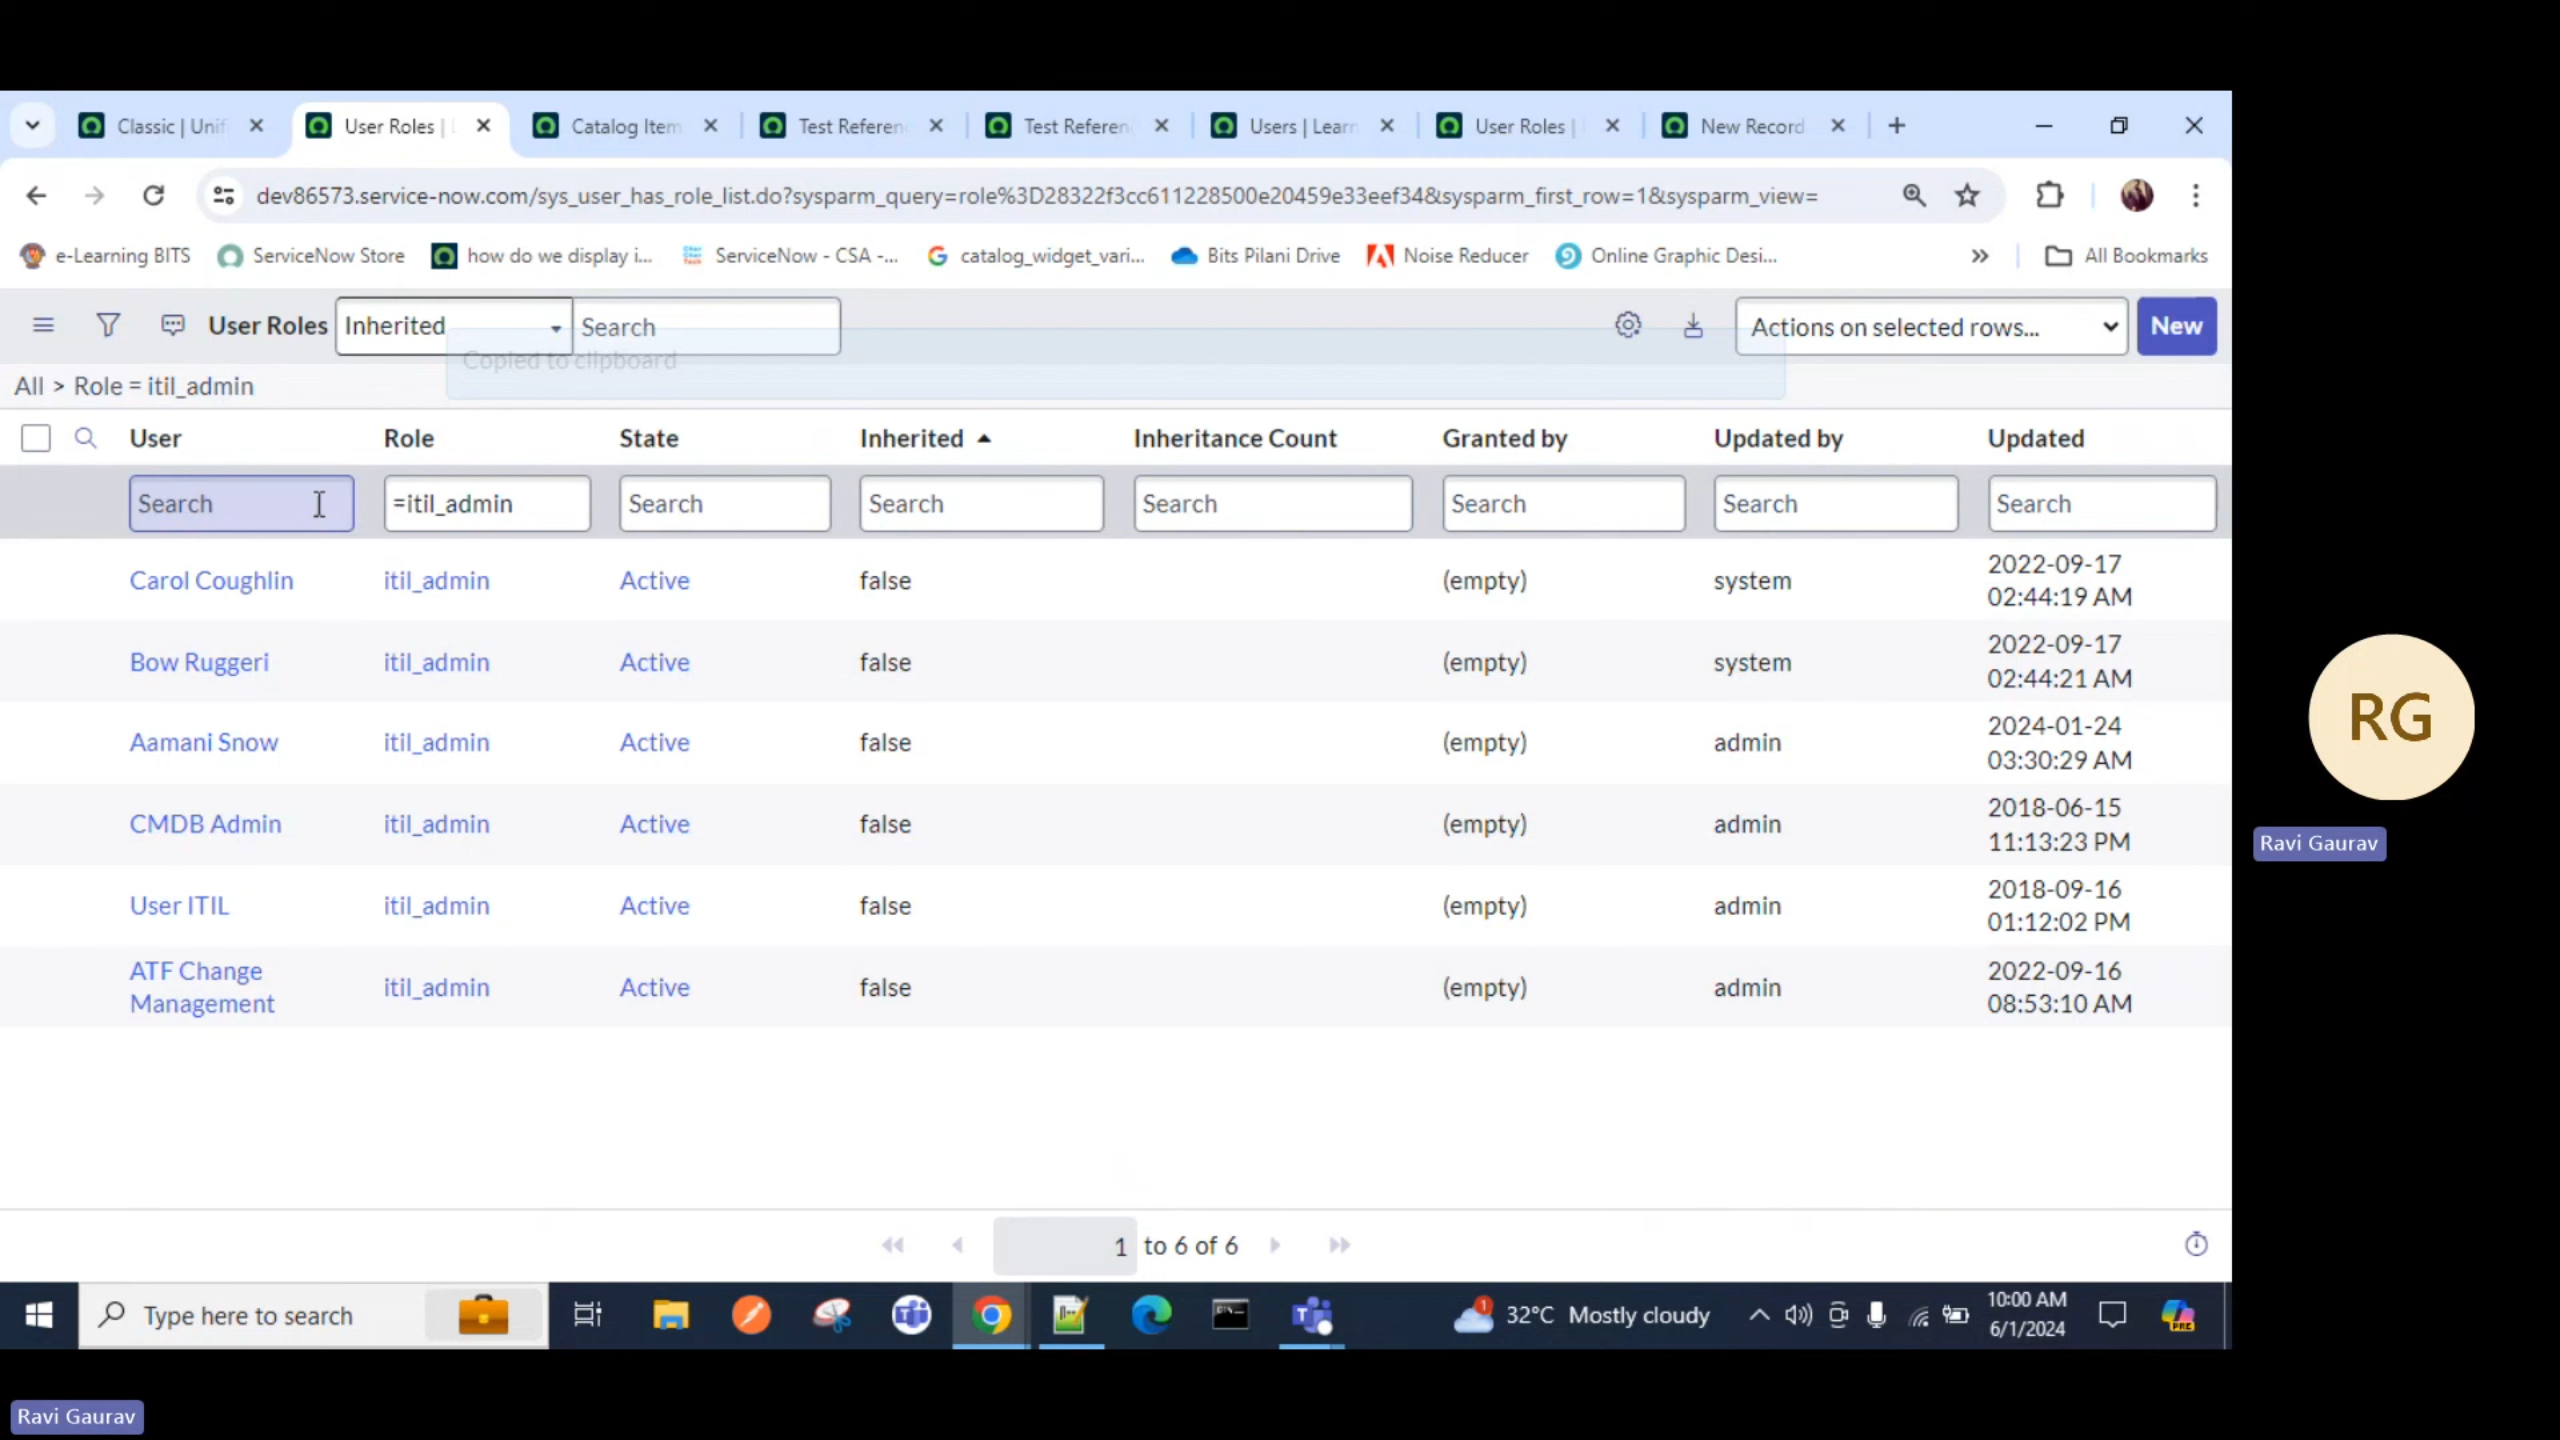 Classic | Unif
User Roles | L
Catalog Item
Test Referen
Test Referen
Users | Learn
User Roles |
New Record
dev86573.service-now.com/sys_user_has_role_list.do?sysparm_query=role%3D28322f3cc611228500e20459e33eef34&sysparm_first_row=1&sysparm_view=
e-Learning BITS
ServiceNow Store
how do we display i...
ServiceNow - CSA -...
catalog_widget_vari...
Bits Pilani Drive
Noise Reducer
Online Graphic Desi...
All Bookmarks
User Roles Inherited Search Actions on selected rows... New
Copied to clipboard
All > Role = itil_admin
User Role State Inherited Inheritance Count Granted by Updated by Updated
Search =itil_admin Search Search Search Search Search Search
Carol Coughlin itil_admin Active false (empty) system 2022-09-17
02:44:19 AM
Bow Ruggeri itil_admin Active false (empty) system 2022-09-17
02:44:21 AM
Aamani Snow itil_admin Active false (empty) admin 2024-01-24
03:30:29 AM
CMDB Admin itil_admin Active false (empty) admin 2018-06-15
11:13:23 PM
User ITIL itil_admin Active false (empty) admin 2018-09-16
01:12:02 PM
ATF Change
Management itil_admin Active false (empty) admin 2022-09-16
08:53:10 AM
1 to 6 of 6
RG
Ravi Gaurav
Type here to search
32°C Mostly cloudy
10:00 AM
6/1/2024
Ravi Gaurav